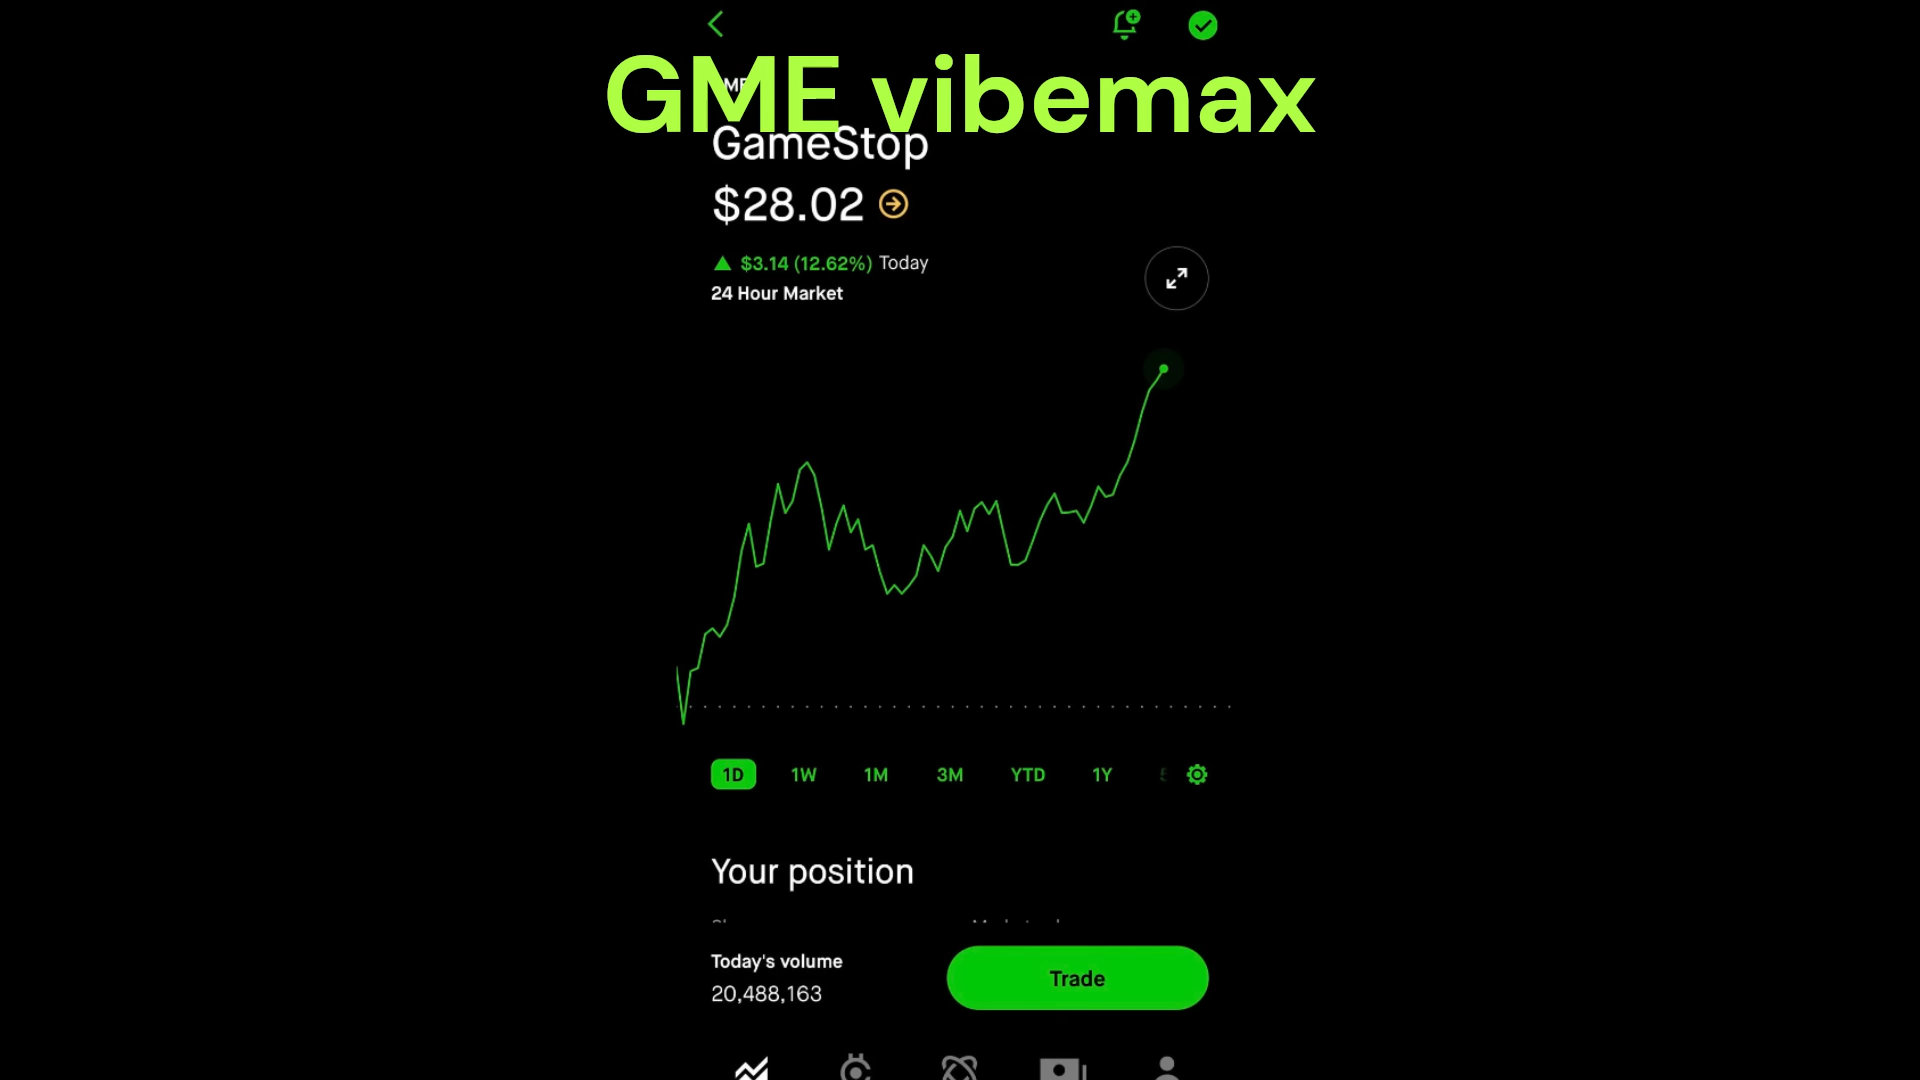 GME vibemax
GameStop
$28.02
$3.14 (12.62%) Today
24 Hour Market
1D 1W 1M 3M YTD 1Y
Your position
Today's volume
20,488,163
Trade